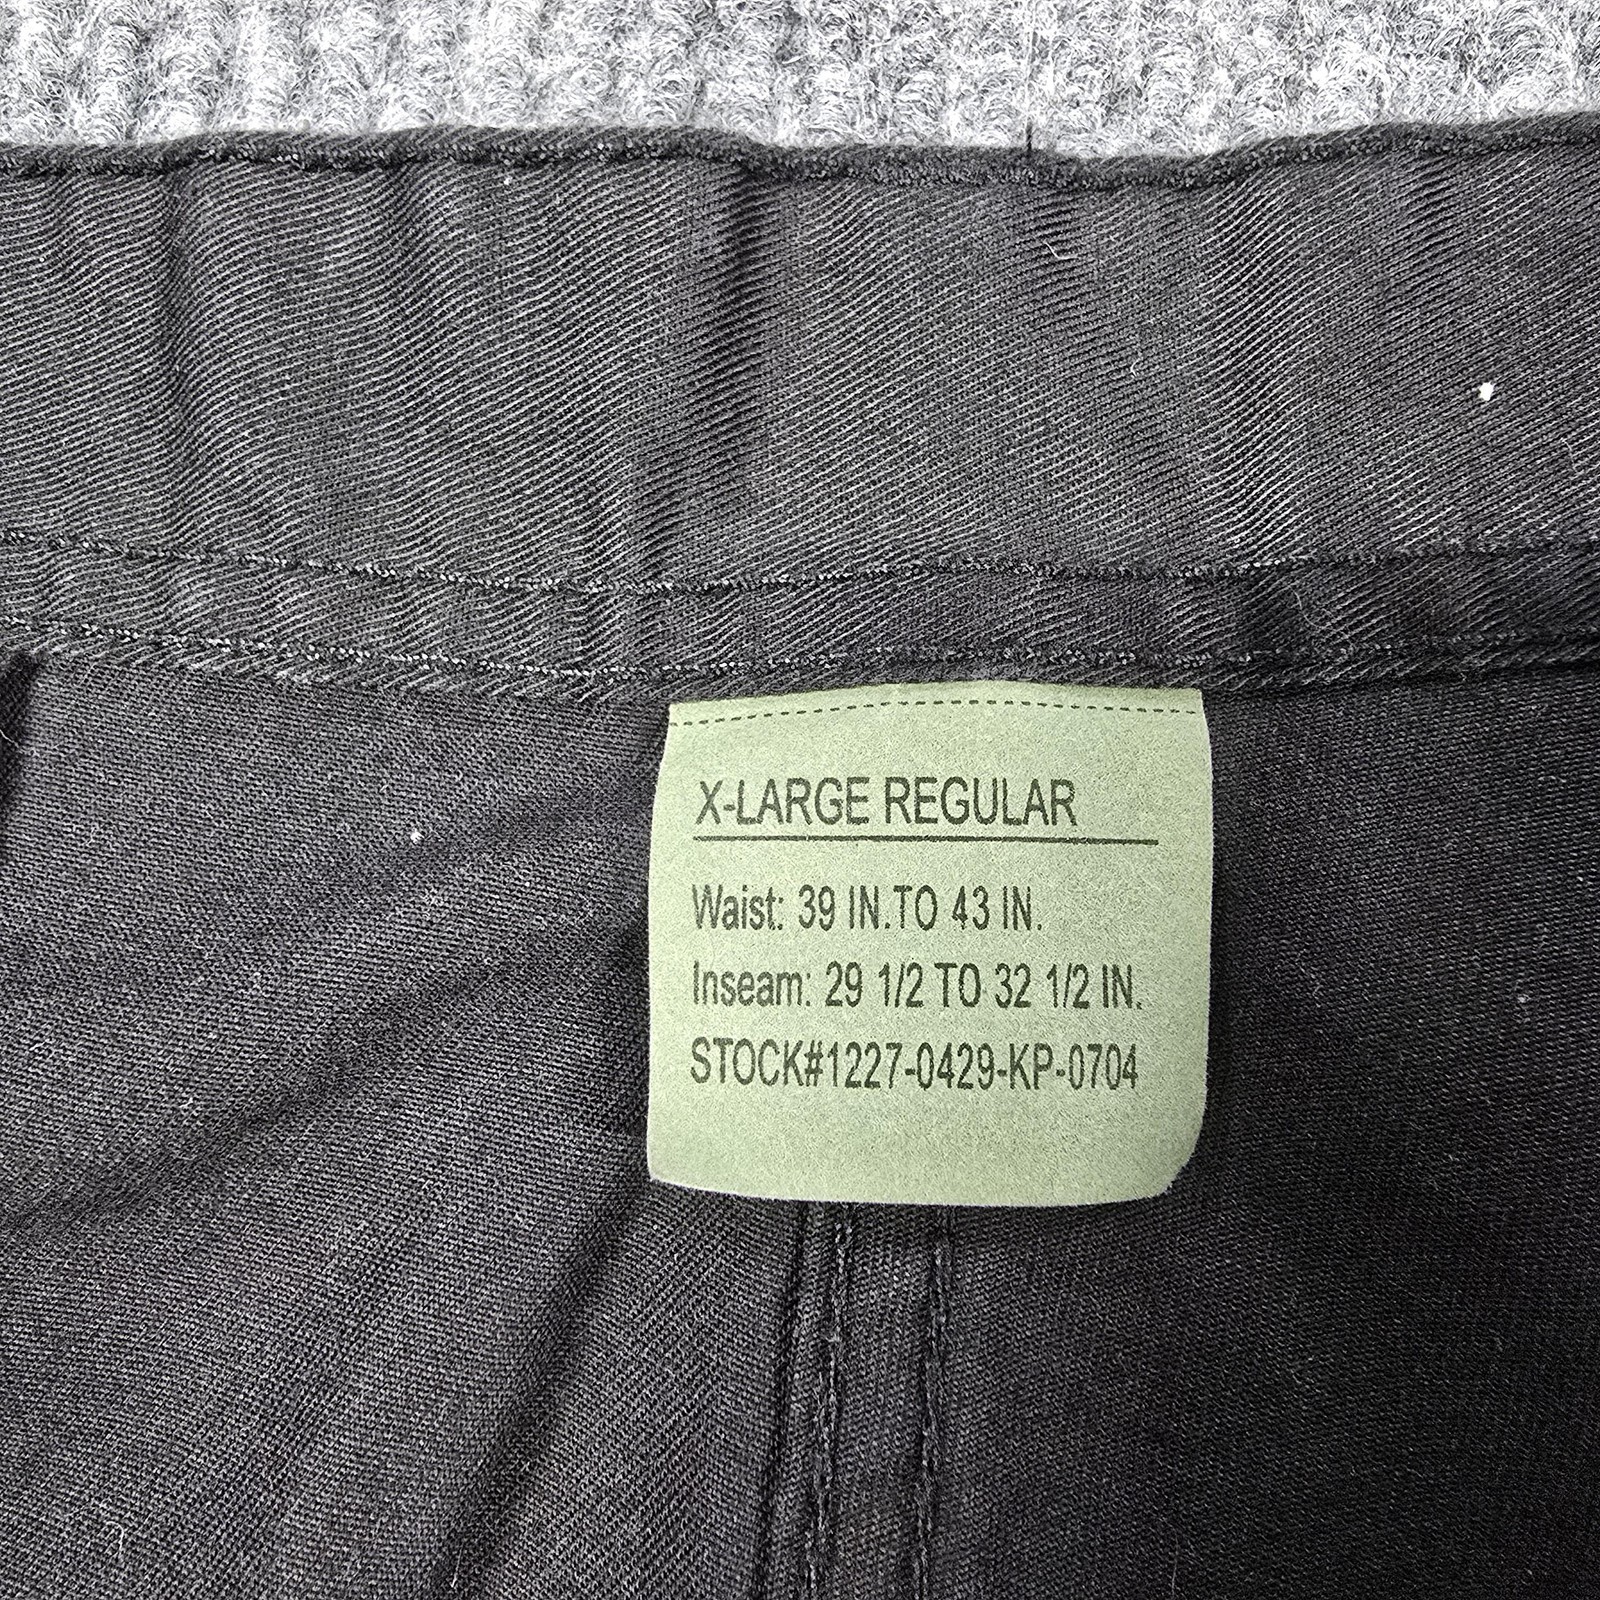 X-LARGE REGULAR
Waist: 39 IN.TO 43 IN.
Inseam: 29 1/2 TO 32 1/2 IN.
STOCK#1227-0429-KP-0704